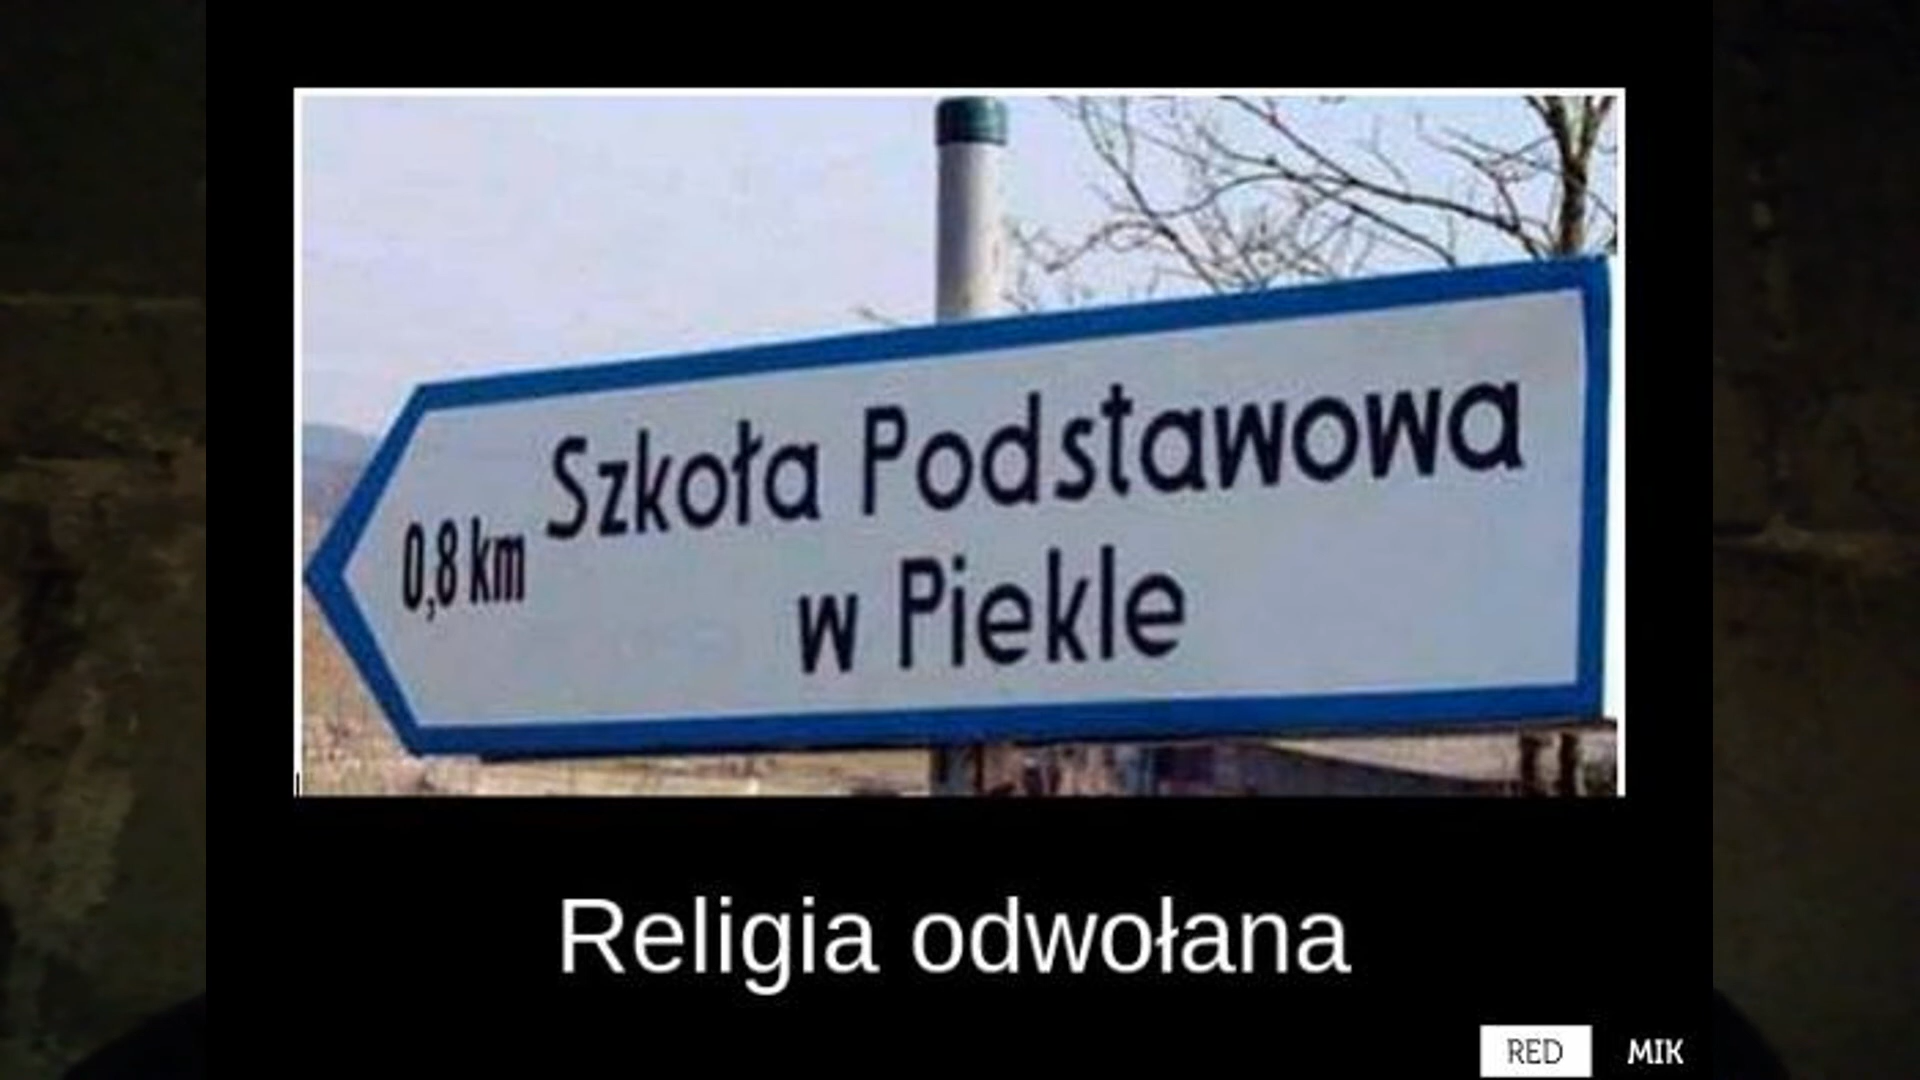 Szkoła Podstawowa
0,8 km
w Piekle
Religia odwołana
RED MIK